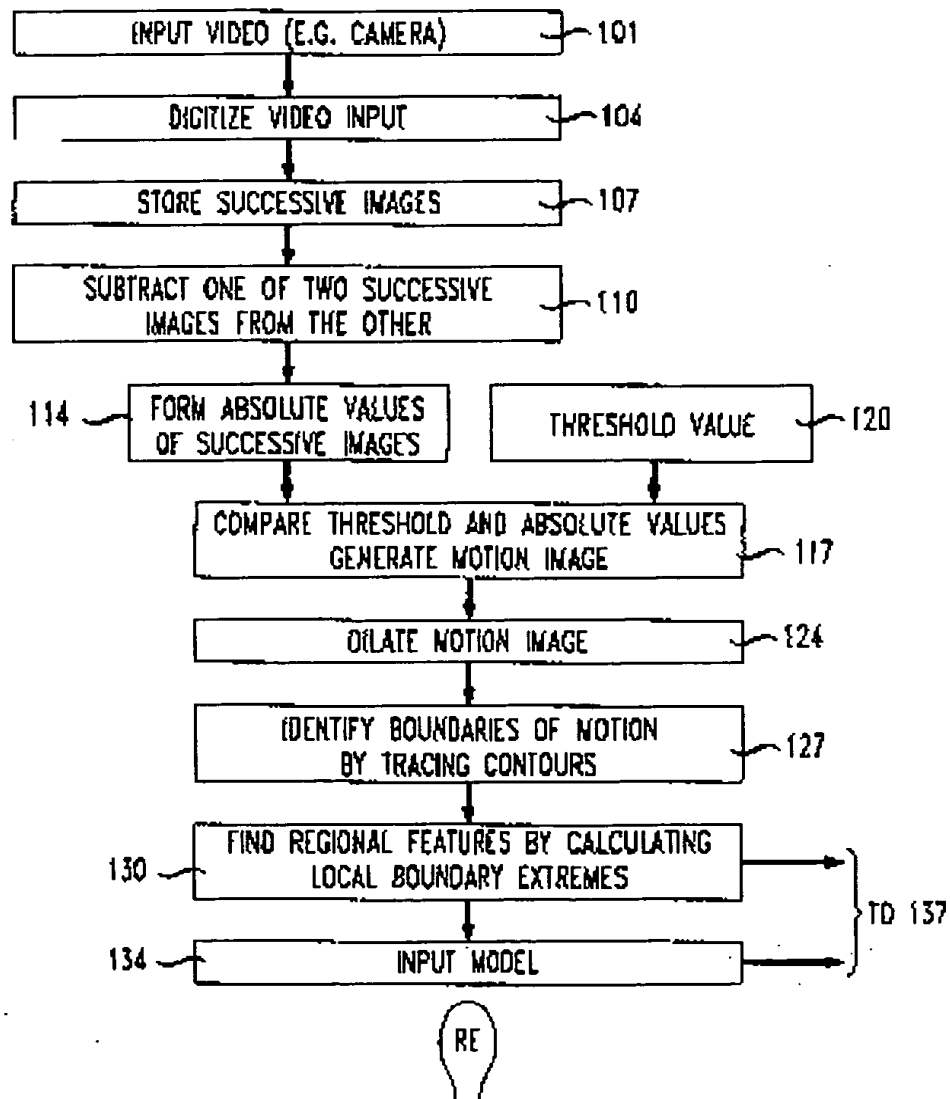 INPUT VIDEO (E.G. CAMERA)
101
DIGITIZE VIDEO INPUT
104
STORE SUCCESSIVE IMAGES
107
SUBTRACT ONE OF TWO SUCCESSIVE
IMAGES FROM THE OTHER
110
114
FORM ABSOLUTE VALUES
OF SUCCESSIVE IMAGES
THRESHOLD VALUE
120
COMPARE THRESHOLD AND ABSOLUTE VALUES
GENERATE MOTION IMAGE
117
DILATE MOTION IMAGE
124
IDENTIFY BOUNDARIES OF MOTION
BY TRACING CONTOURS
127
FIND REGIONAL FEATURES BY CALCULATING
LOCAL BOUNDARY EXTREMES
130
TO 137
134
INPUT MODEL
RE